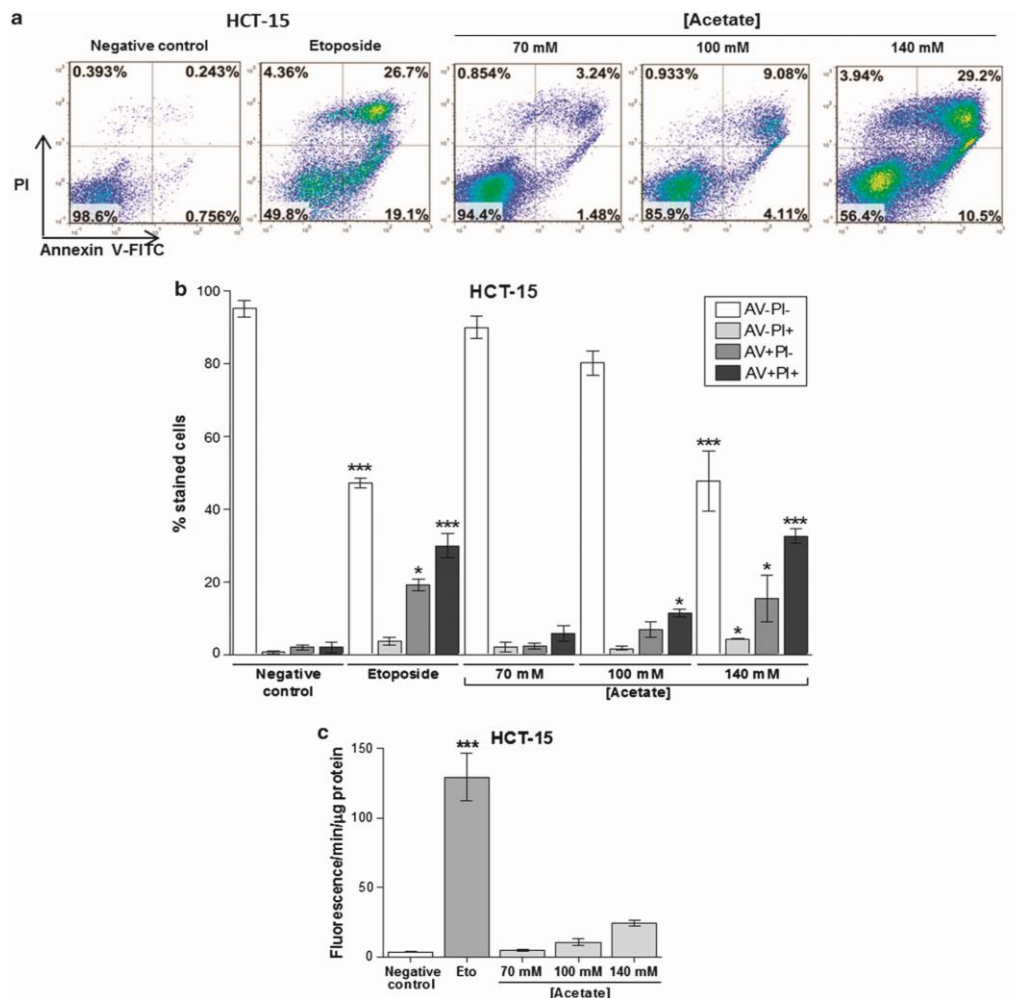 a
HCT-15
[Acetate]
Negative control
Etoposide
70 mM
100 mM
140 mM
0.393% 0.243%
4.36% 26.7%
0.854% 3.24%
0.933% 9.08%
3.94% 29.2%
PI
98.6% 0.756%
49.8% 19.1%
94.4% 1.48%
85.9% 4.11%
56.4% 10.5%
Annexin V-FITC
b
HCT-15
AV-PI-
AV-PI+
AV+PI-
AV+PI+
% stained cells
100
80
60
40
20
0
***
*
***
*
***
*
*
***
Negative control
Etoposide
70 mM
100 mM
140 mM
[Acetate]
c
HCT-15
Fluorescence/min/µg protein
150
100
50
0
***
Negative control
Eto
70 mM
100 mM
140 mM
[Acetate]